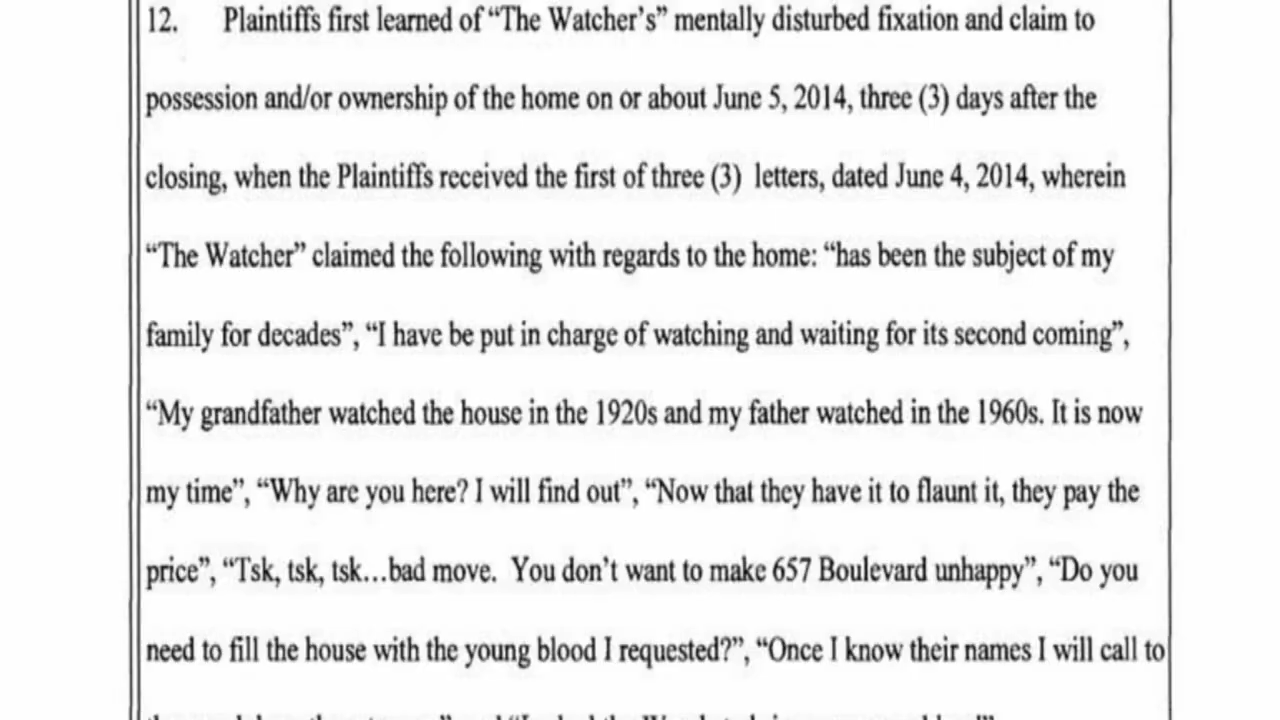 12. Plaintiffs first learned of “The Watcher’s” mentally disturbed fixation and claim to
possession and/or ownership of the home on or about June 5, 2014, three (3) days after the
closing, when the Plaintiffs received the first of three (3) letters, dated June 4, 2014, wherein
“The Watcher” claimed the following with regards to the home: “has been the subject of my
family for decades”, “I have be put in charge of watching and waiting for its second coming”,
“My grandfather watched the house in the 1920s and my father watched in the 1960s. It is now
my time”, “Why are you here? I will find out”, “Now that they have it to flaunt it, they pay the
price”, “Tsk, tsk, tsk…bad move. You don’t want to make 657 Boulevard unhappy”, “Do you
need to fill the house with the young blood I requested?”, “Once I know their names I will call to